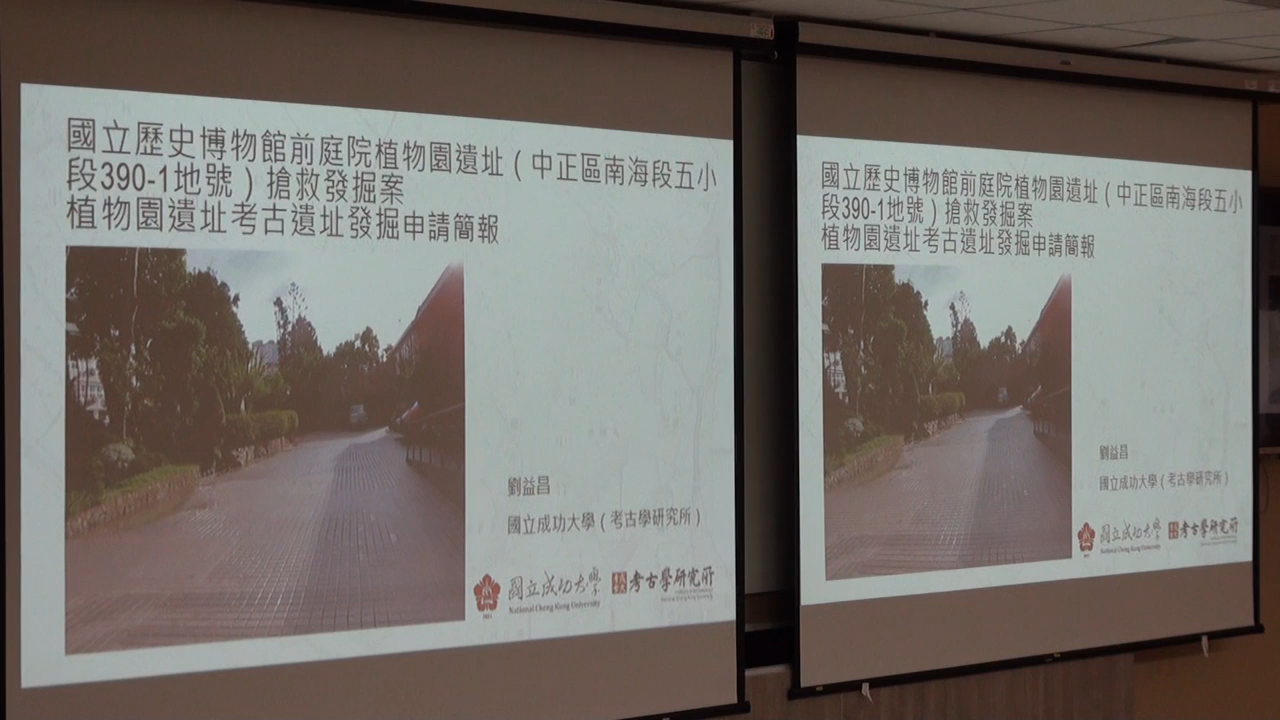 國立歷史博物館前庭院植物園遺址（中正區南海段五小
段390-1地號）搶救發掘案
植物園遺址考古遺址發掘申請簡報
劉益昌
國立成功大學（考古學研究所）
國立成功大學
National Cheng Kung University
考古學研究所
國立歷史博物館前庭院植物園遺址（中正區南海段五小
段390-1地號）搶救發掘案
植物園遺址考古遺址發掘申請簡報
劉益昌
國立成功大學（考古學研究所）
國立成功大學
National Cheng Kung University
考古學研究所